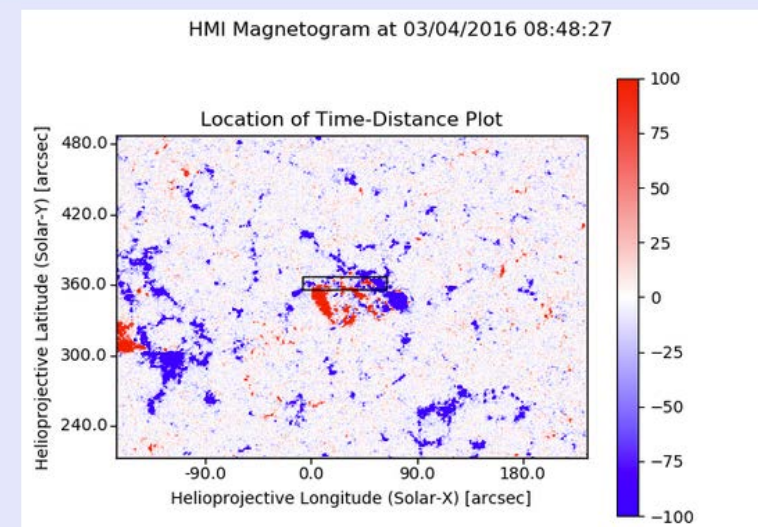 HMI Magnetogram at 03/04/2016 08:48:27
Location of Time-Distance Plot
Helioprojective Latitude (Solar-Y) [arcsec]
480.0
420.0
360.0
300.0
240.0
-90.0 0.0 90.0 180.0
Helioprojective Longitude (Solar-X) [arcsec]
100
75
50
25
0
−25
−50
−75
−100